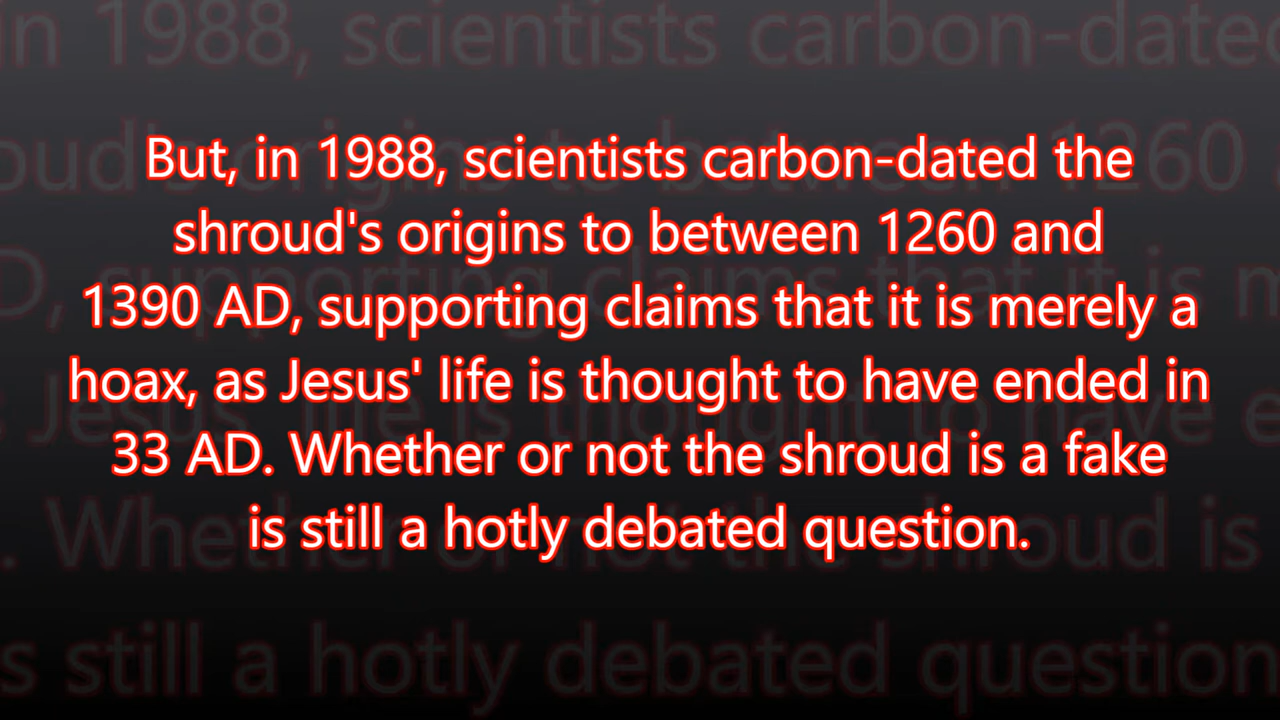 But, in 1988, scientists carbon-dated the
shroud's origins to between 1260 and
1390 AD, supporting claims that it is merely a
hoax, as Jesus' life is thought to have ended in
33 AD. Whether or not the shroud is a fake
is still a hotly debated question.